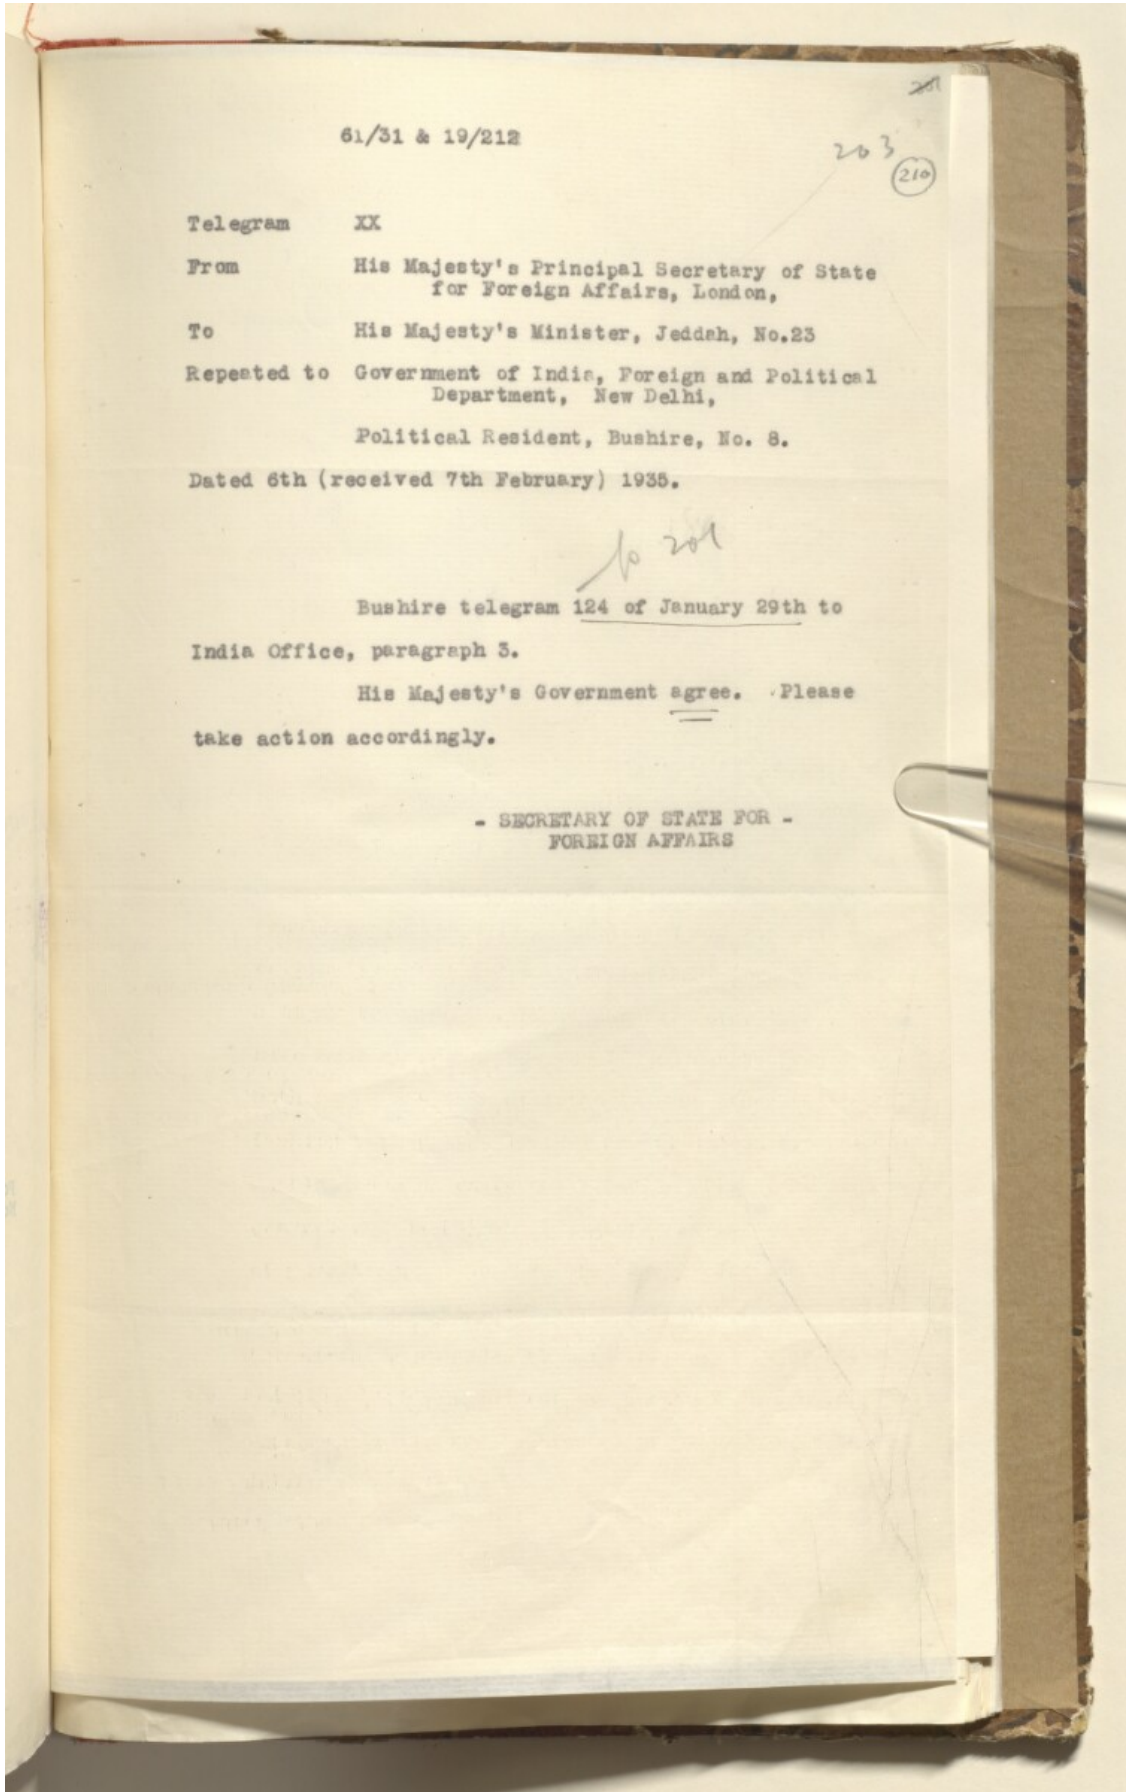 201
61/31 & 19/212
203
210
Telegram XX
From His Majesty's Principal Secretary of State
for Foreign Affairs, London,
To His Majesty's Minister, Jeddah, No.23
Repeated to Government of India, Foreign and Political
Department, New Delhi,
Political Resident, Bushire, No. 8.
Dated 6th (received 7th February) 1935.
201
Bushire telegram 124 of January 29th to
India Office, paragraph 3.
His Majesty's Government agree. Please
take action accordingly.
- SECRETARY OF STATE FOR -
FOREIGN AFFAIRS